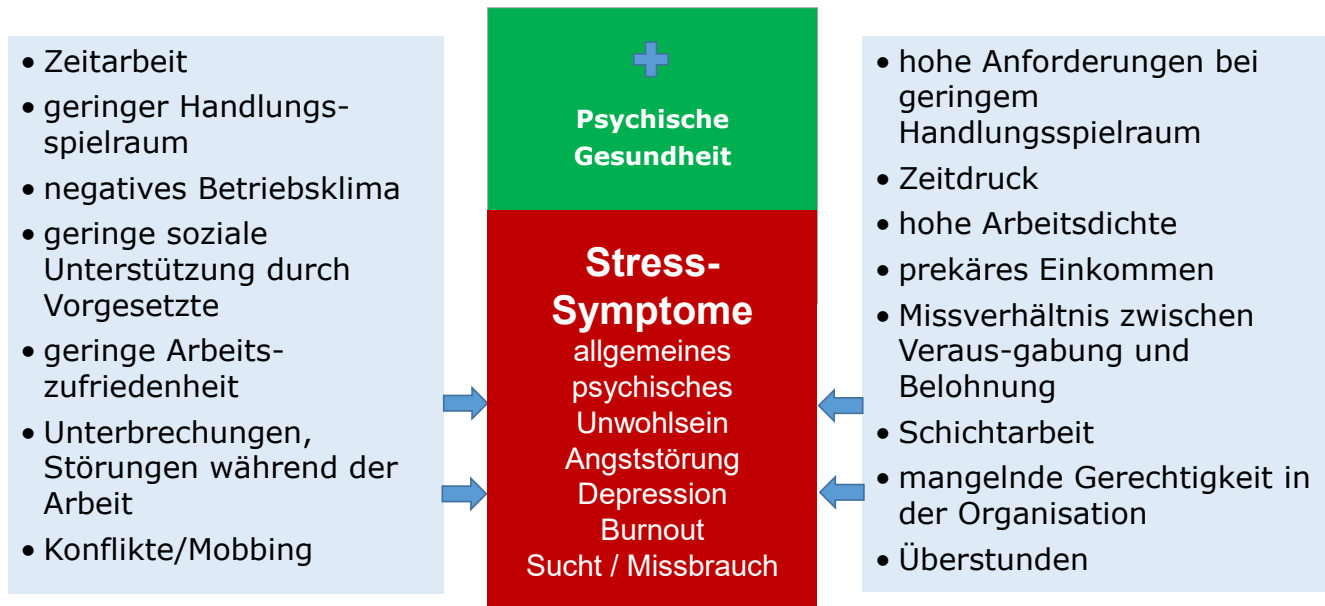 • Zeitarbeit
• geringer Handlungs-
spielraum
• negatives Betriebsklima
• geringe soziale
Unterstützung durch
Vorgesetzte
• geringe Arbeits-
zufriedenheit
• Unterbrechungen,
Störungen während der
Arbeit
• Konflikte/Mobbing
Psychische
Gesundheit
Stress-
Symptome
allgemeines
psychisches
Unwohlsein
Angststörung
Depression
Burnout
Sucht / Missbrauch
• hohe Anforderungen bei
geringem
Handlungsspielraum
• Zeitdruck
• hohe Arbeitsdichte
• prekäres Einkommen
• Missverhältnis zwischen
Veraus-gabung und
Belohnung
• Schichtarbeit
• mangelnde Gerechtigkeit in
der Organisation
• Überstunden